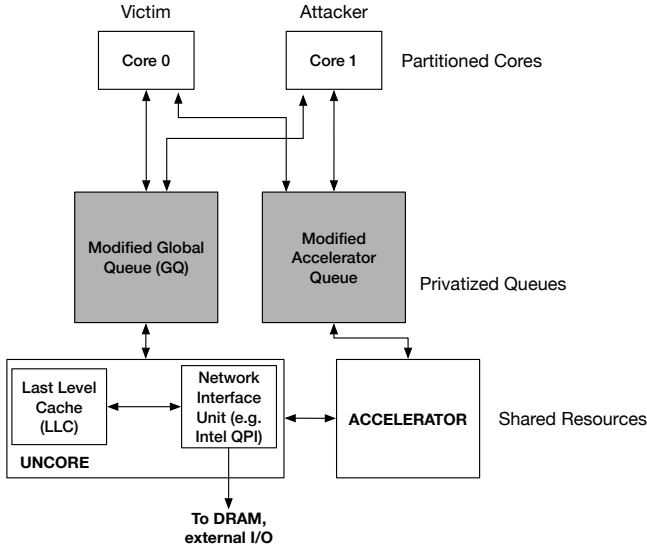 Victim
Attacker
Core 0
Core 1
Partitioned Cores
Modified Global
Queue (GQ)
Modified
Accelerator
Queue
Privatized Queues
Last Level
Cache
(LLC)
Network
Interface
Unit (e.g.
Intel QPI)
UNCORE
ACCELERATOR
Shared Resources
To DRAM,
external I/O